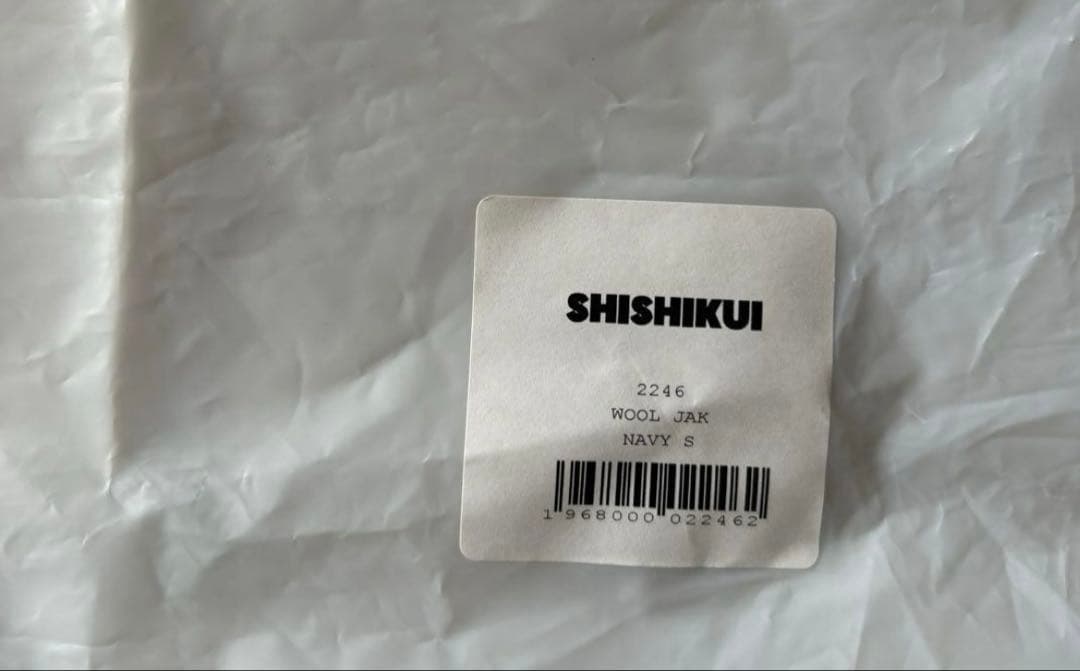 SHISHIKUI
2246
WOOL JAK
NAVY S
1 968000 022462